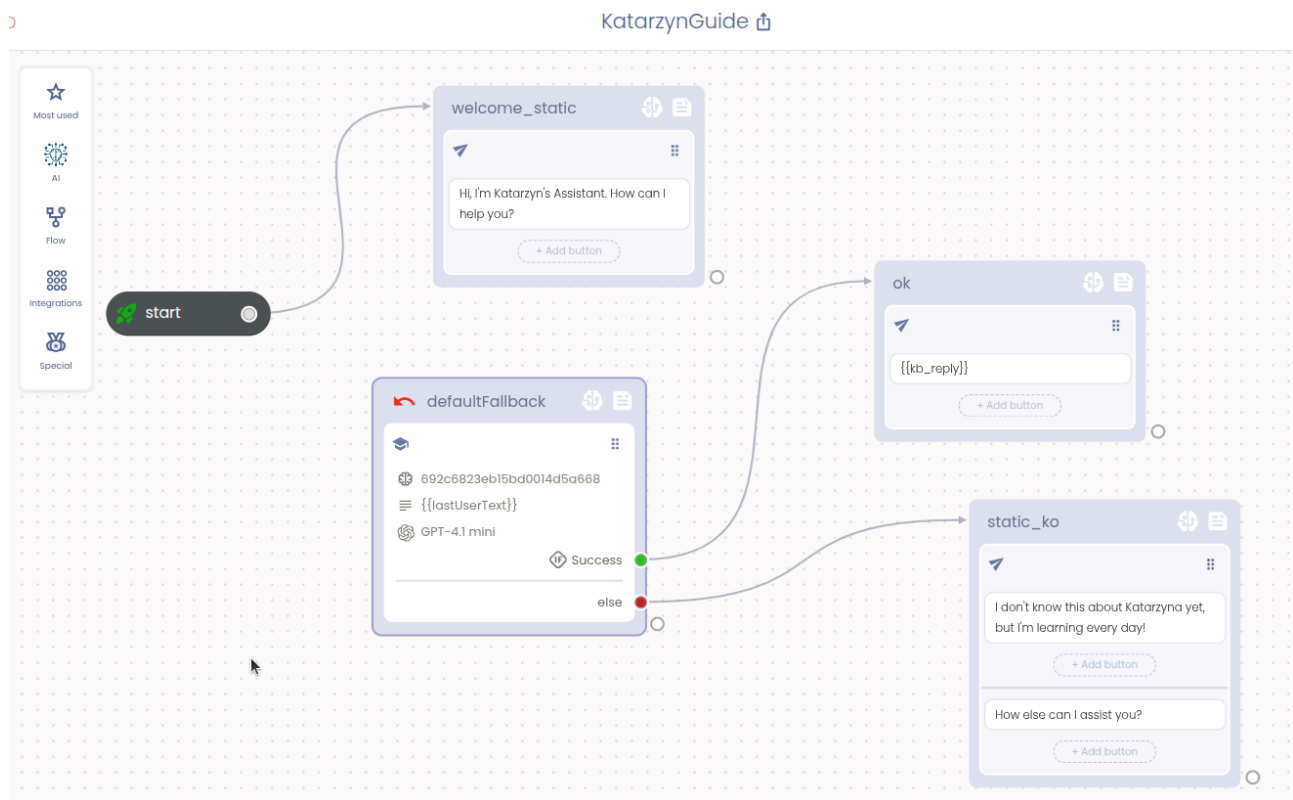 KatarzynGuide
Most used
AI
Flow
Integrations
Special
start
welcome_static
Hi, I'm Katarzyn's Assistant. How can I
help you?
+ Add button
defaultFallback
692c6823eb15bd0014d5a668
{{lastUserText}}
GPT-4.1 mini
IF Success
else
ok
{{kb_reply}}
+ Add button
static_ko
I don't know this about Katarzyna yet,
but I'm learning every day!
+ Add button
How else can I assist you?
+ Add button